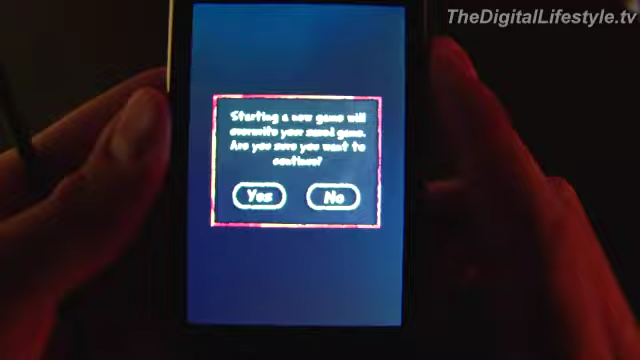 TheDigitalLifestyle.tv
Starting a new game will
overwrite your saved game.
Are you sure you want to
continue?
Yes
No